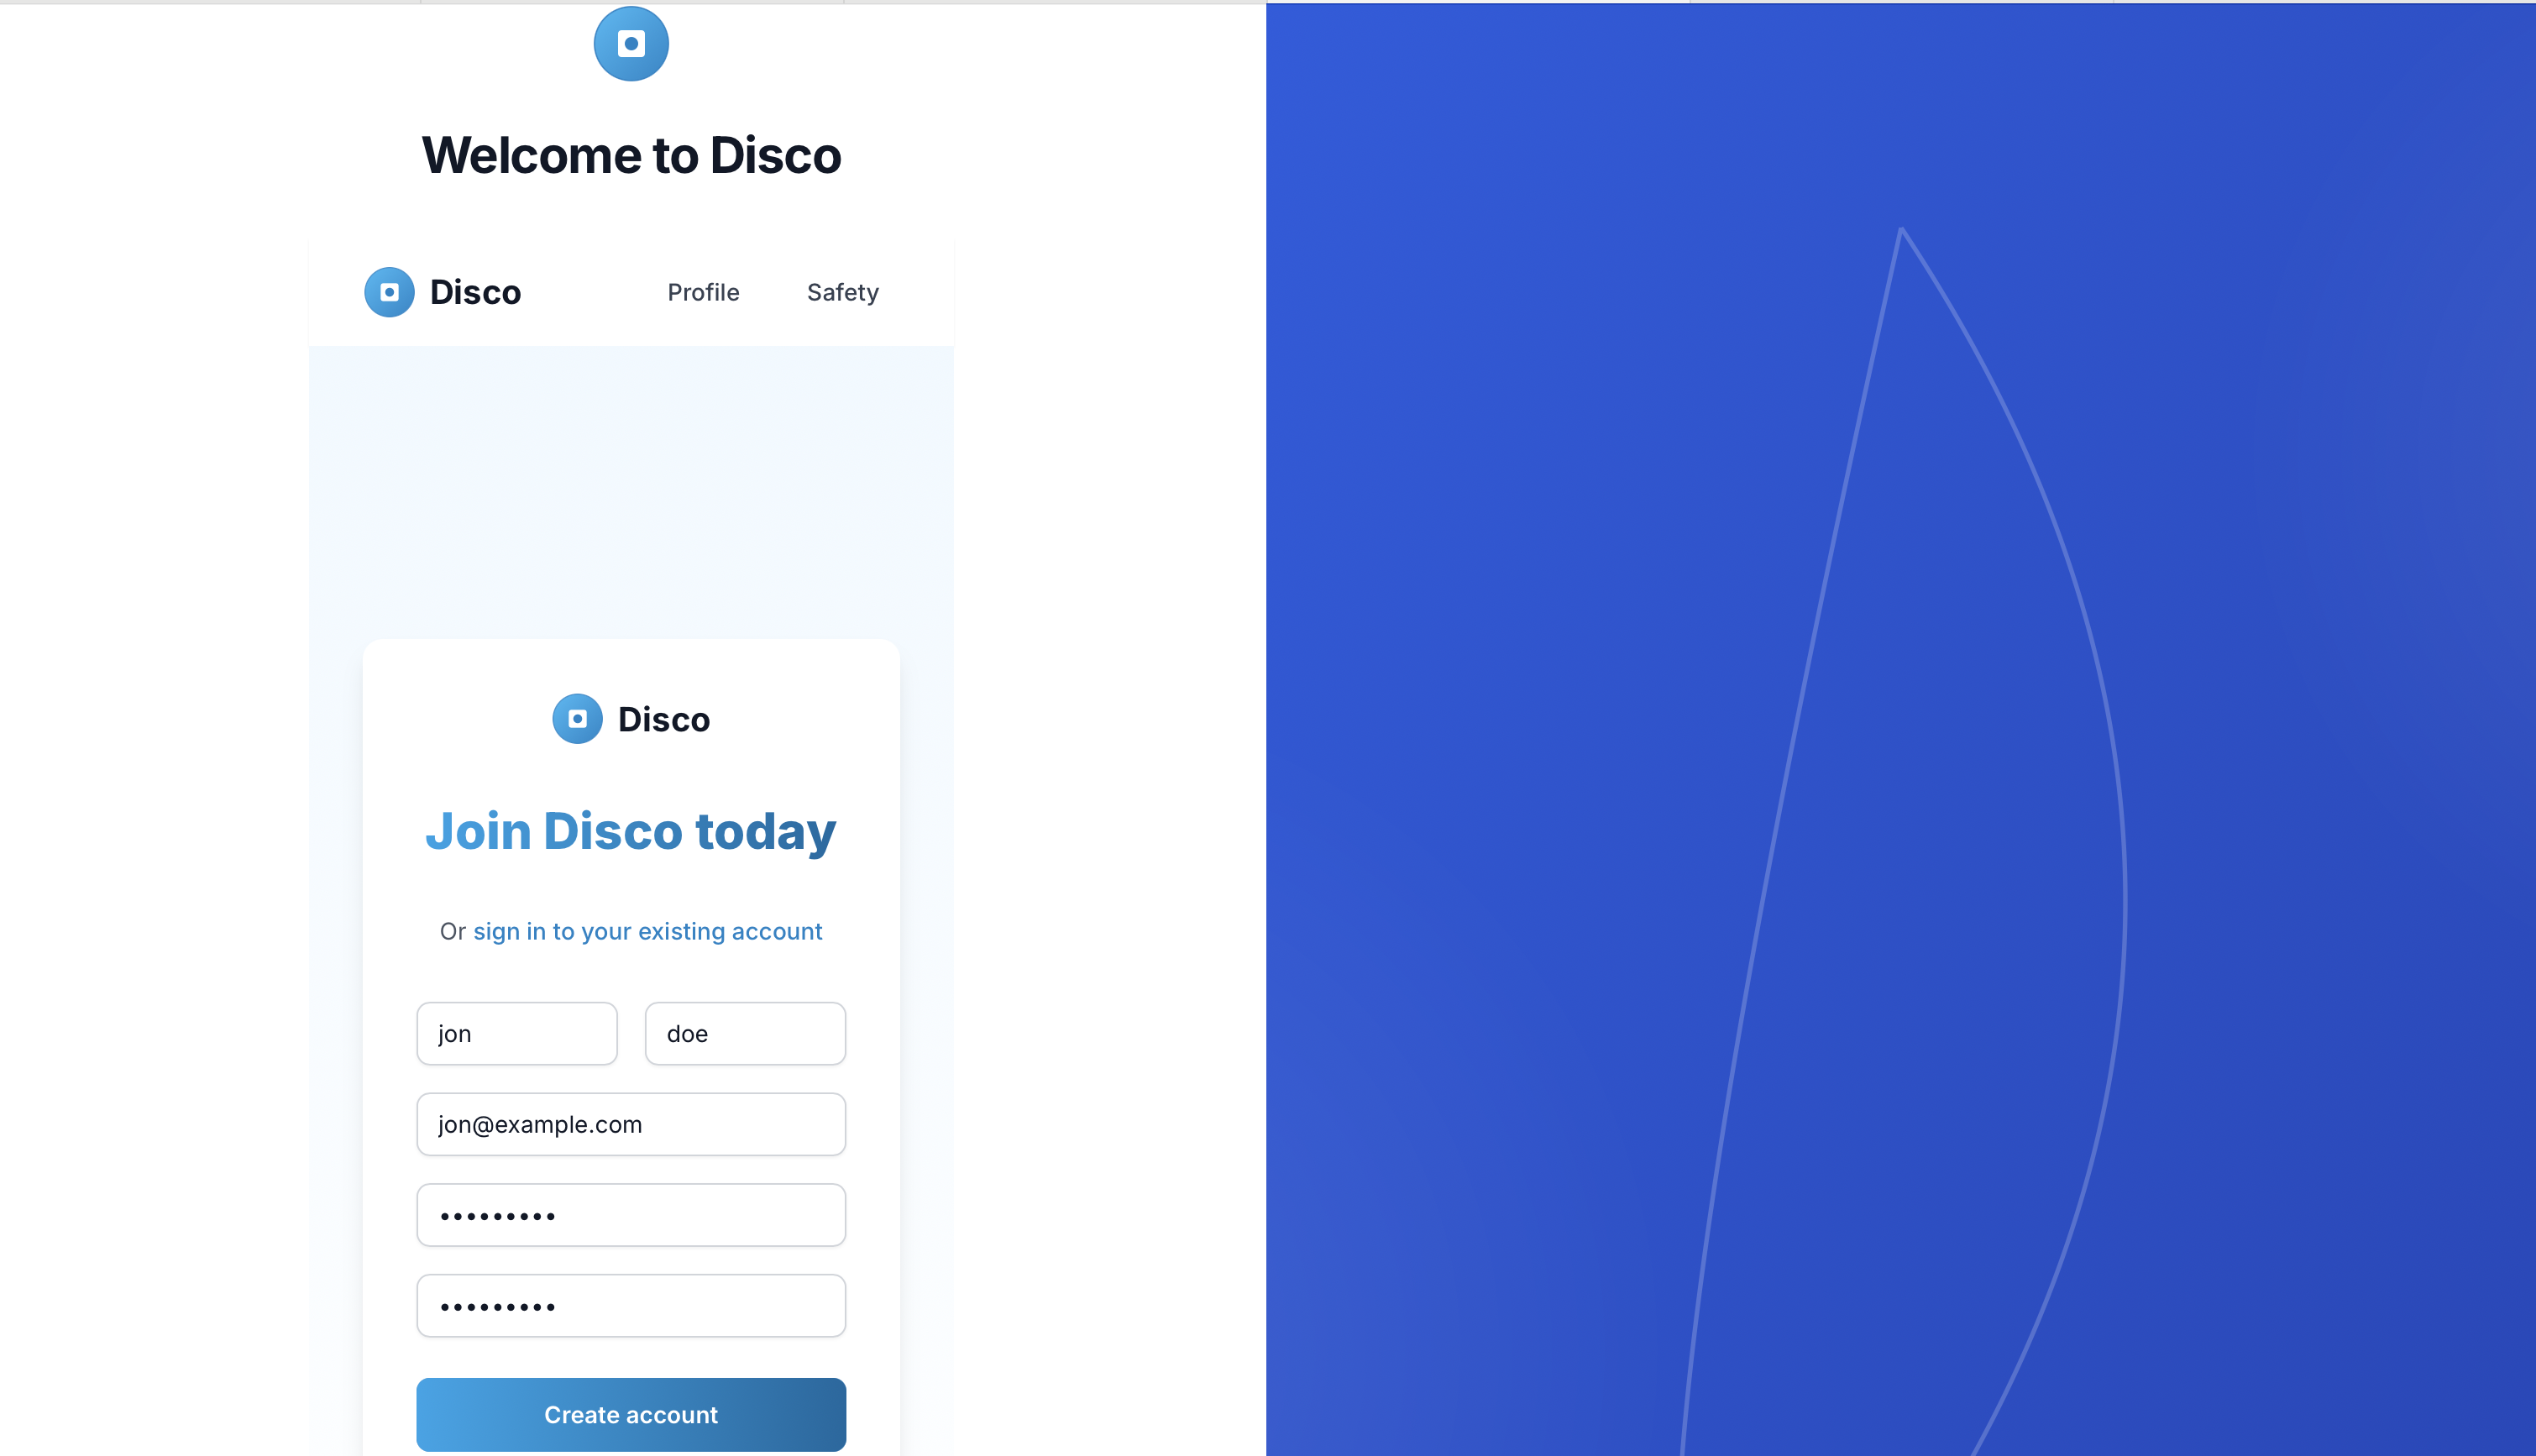 Welcome to Disco
Disco Profile Safety
Disco
Join Disco today
Or sign in to your existing account
jon doe
jon@example.com
•••••••••
•••••••••
Create account